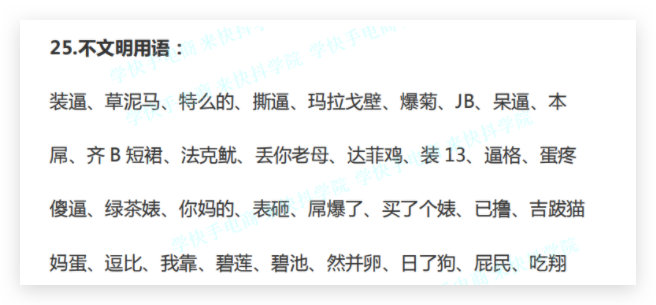 25.不文明用语：
装逼、草泥马、特么的、撕逼、玛拉戈壁、爆菊、JB、呆逼、本
屌、齐 B 短裙、法克鱿、丢你老母、达菲鸡、装 13、逼格、蛋疼
傻逼、绿茶婊、你妈的、表砸、屌爆了、买了个婊、已撸、吉跋猫
妈蛋、逗比、我靠、碧莲、碧池、然并卵、日了狗、屁民、吃翔